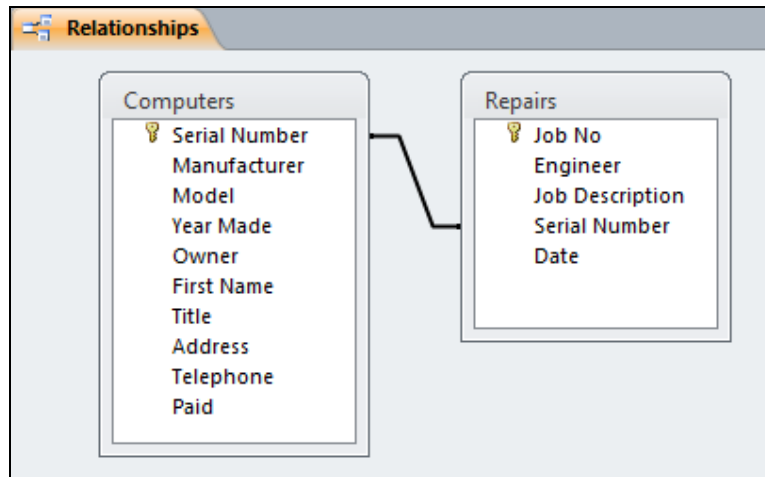 Relationships
Computers
Serial Number
Manufacturer
Model
Year Made
Owner
First Name
Title
Address
Telephone
Paid
Repairs
Job No
Engineer
Job Description
Serial Number
Date